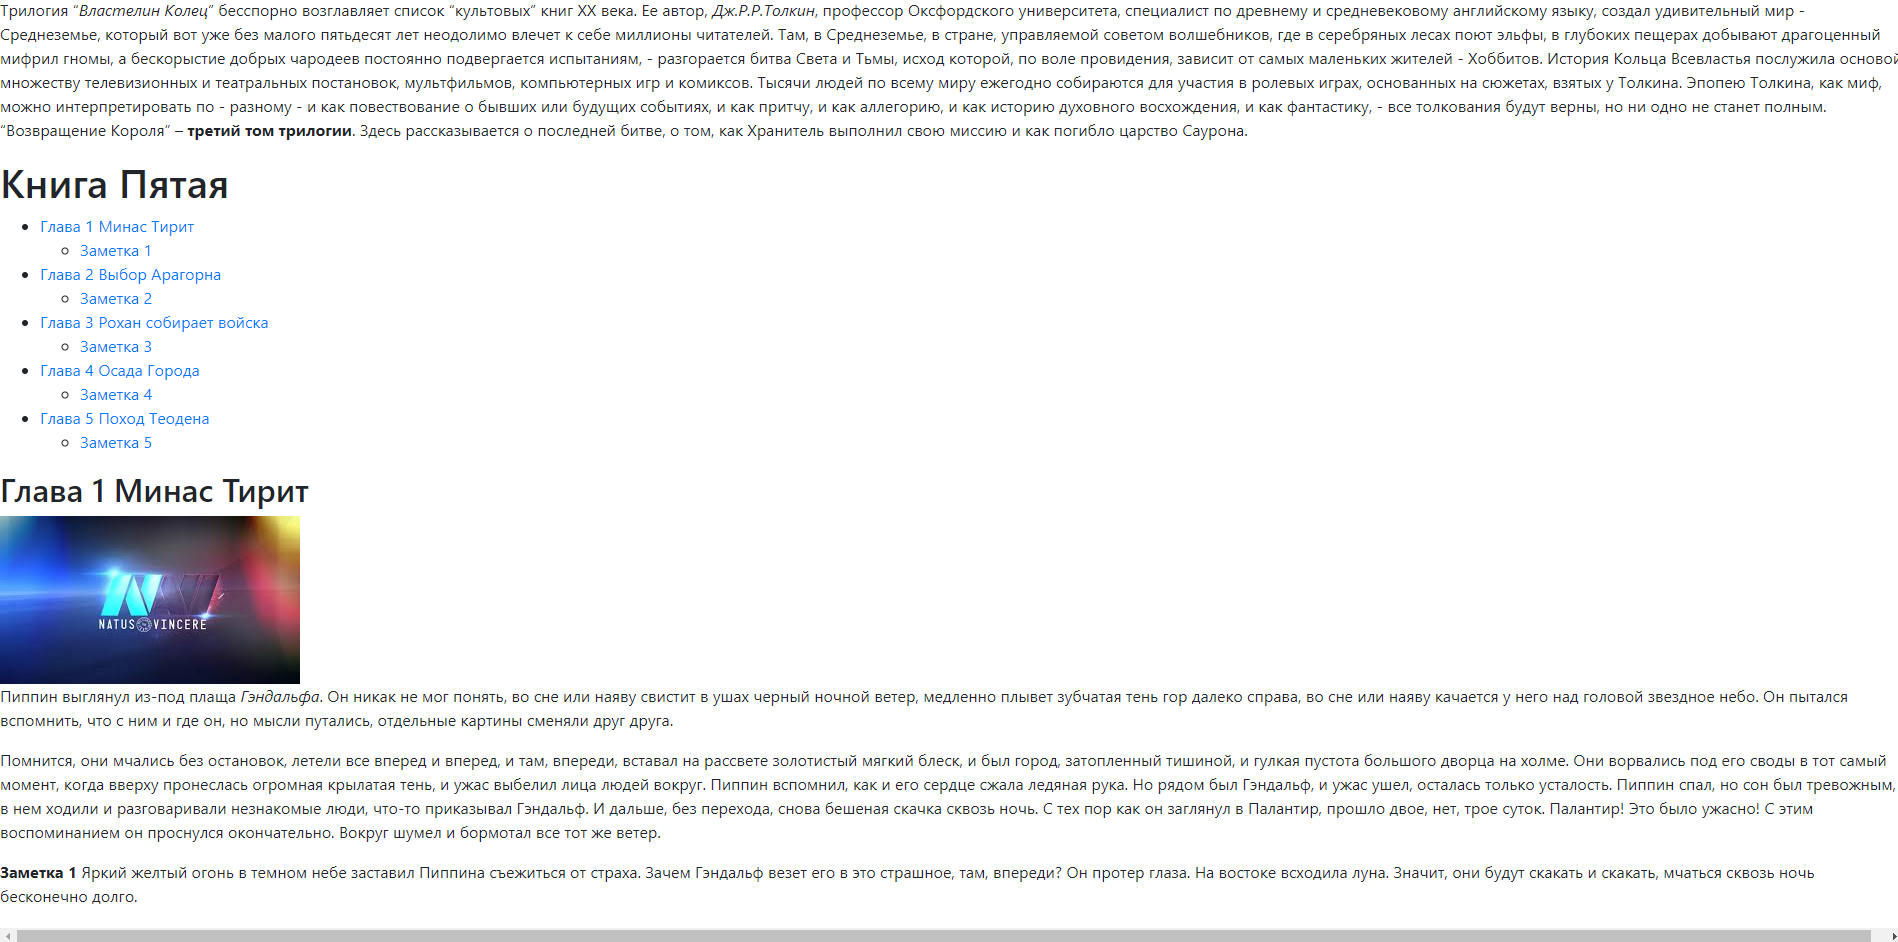 Трилогия “Властелин Колец” бесспорно возглавляет список “культовых” книг XX века. Ее автор, Дж.Р.Р.Толкин, профессор Оксфордского университета, специалист по древнему и средневековому английскому языку, создал удивительный мир -
Среднеземье, который вот уже без малого пятьдесят лет неодолимо влечет к себе миллионы читателей. Там, в Среднеземье, в стране, управляемой советом волшебников, где в серебряных лесах поют эльфы, в глубоких пещерах добывают драгоценный
мифрил гномы, а бескорыстие добрых чародеев постоянно подвергается испытаниям, - разгорается битва Света и Тьмы, исход которой, по воле провидения, зависит от самых маленьких жителей - Хоббитов. История Кольца Всевластья послужила основой
множеству телевизионных и театральных постановок, мультфильмов, компьютерных игр и комиксов. Тысячи людей по всему миру ежегодно собираются для участия в ролевых играх, основанных на сюжетах, взятых у Толкина. Эпопею Толкина, как миф,
можно интерпретировать по - разному - и как повествование о бывших или будущих событиях, и как притчу, и как аллегорию, и как историю духовного восхождения, и как фантастику, - все толкования будут верны, но ни одно не станет полным.
“Возвращение Короля” – третий том трилогии. Здесь рассказывается о последней битве, о том, как Хранитель выполнил свою миссию и как погибло царство Саурона.
Книга Пятая
Глава 1 Минас Тирит
Заметка 1
Глава 2 Выбор Арагорна
Заметка 2
Глава 3 Рохан собирает войска
Заметка 3
Глава 4 Осада Города
Заметка 4
Глава 5 Поход Теодена
Заметка 5
Глава 1 Минас Тирит
NATUS VINCERE
Пиппин выглянул из-под плаща Гэндальфа. Он никак не мог понять, во сне или наяву свистит в ушах черный ночной ветер, медленно плывет зубчатая тень гор далеко справа, во сне или наяву качается у него над головой звездное небо. Он пытался
вспомнить, что с ним и где он, но мысли путались, отдельные картины сменяли друг друга.
Помнится, они мчались без остановок, летели все вперед и вперед, и там, впереди, вставал на рассвете золотистый мягкий блеск, и был город, затопленный тишиной, и гулкая пустота большого дворца на холме. Они ворвались под его своды в тот самый
момент, когда вверху пронеслась огромная крылатая тень, и ужас выбелил лица людей вокруг. Пиппин вспомнил, как и его сердце сжала ледяная рука. Но рядом был Гэндальф, и ужас ушел, осталась только усталость. Пиппин спал, но сон был тревожным,
в нем ходили и разговаривали незнакомые люди, что-то приказывал Гэндальф. И дальше, без перехода, снова бешеная скачка сквозь ночь. С тех пор как он заглянул в Палантир, прошло двое, нет, трое суток. Палантир! Это было ужасно! С этим
воспоминанием он проснулся окончательно. Вокруг шумел и бормотал все тот же ветер.
Заметка 1 Яркий желтый огонь в темном небе заставил Пиппина съежиться от страха. Зачем Гэндальф везет его в это страшное, там, впереди? Он протер глаза. На востоке всходила луна. Значит, они будут скакать и скакать, мчаться сквозь ночь
бесконечно долго.